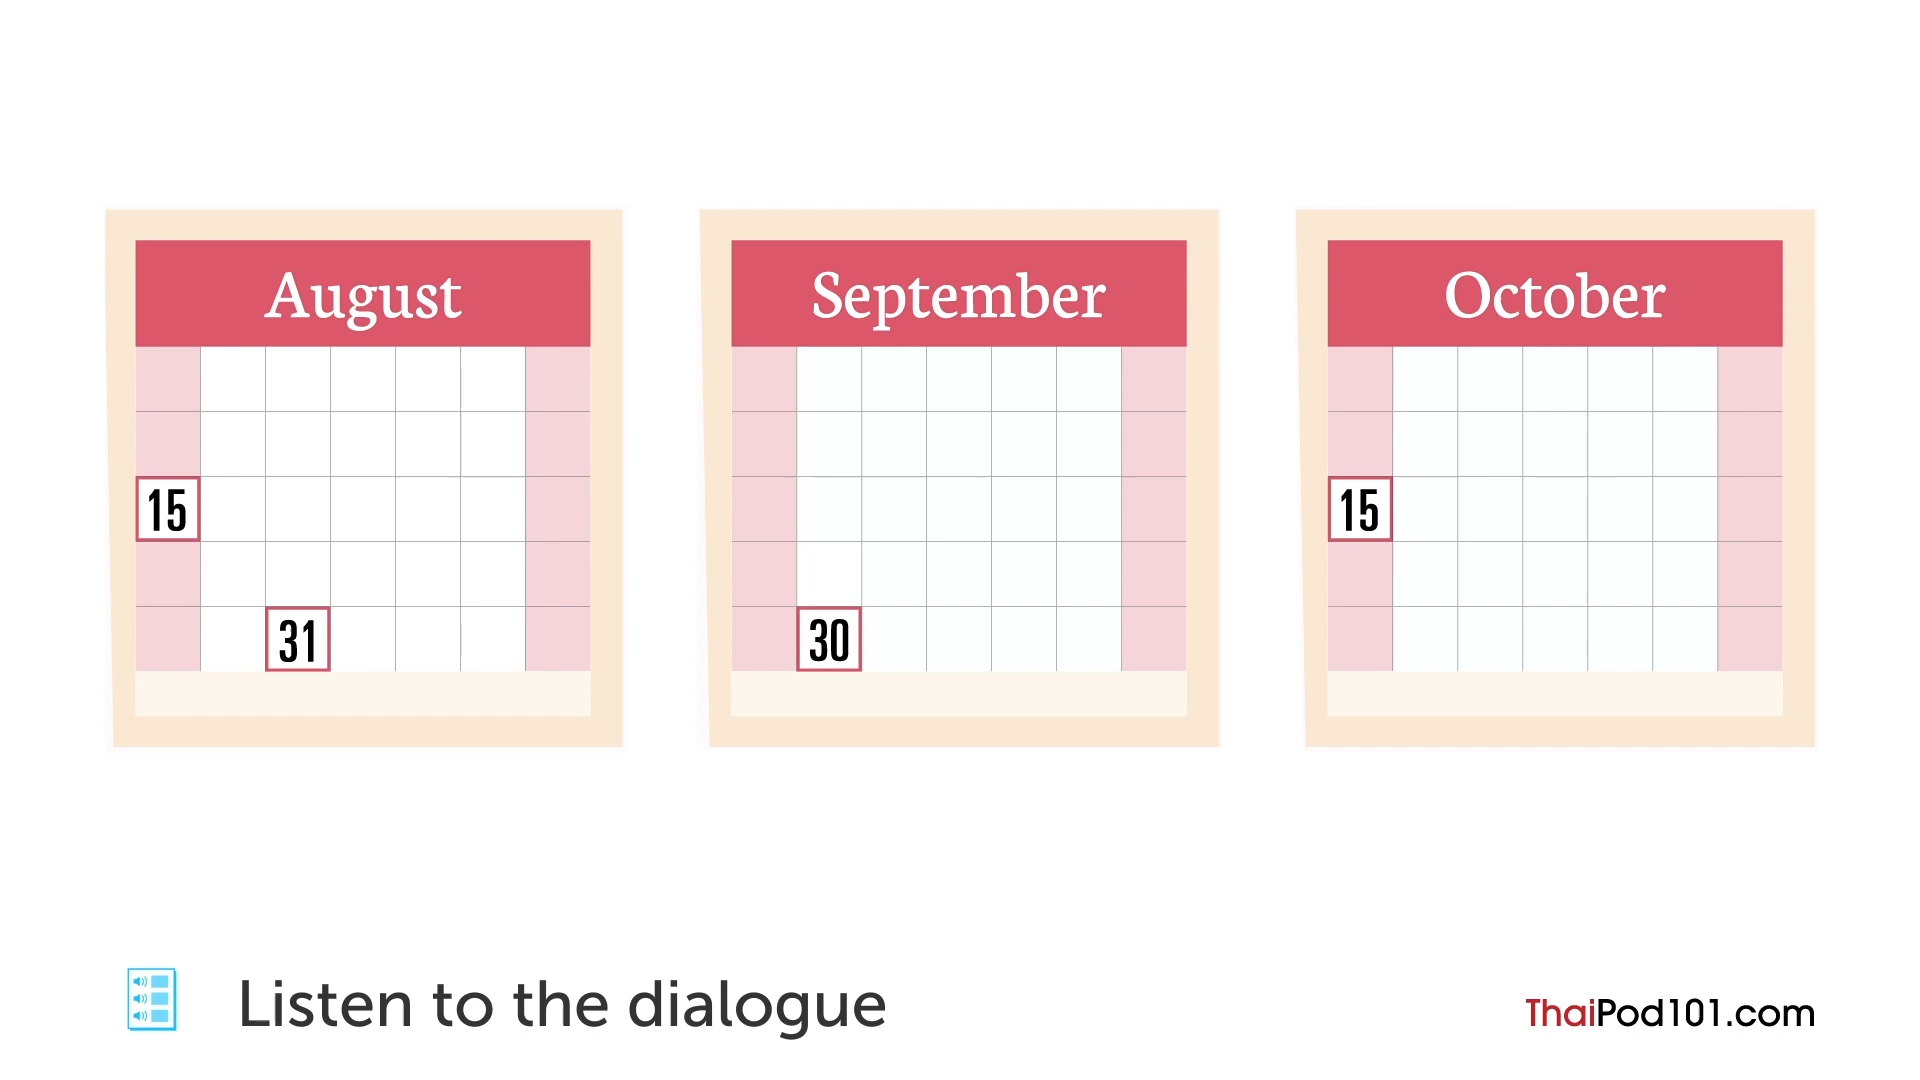 August
September
October
15
15
31
30
Listen to the dialogue
ThaiPod101.com